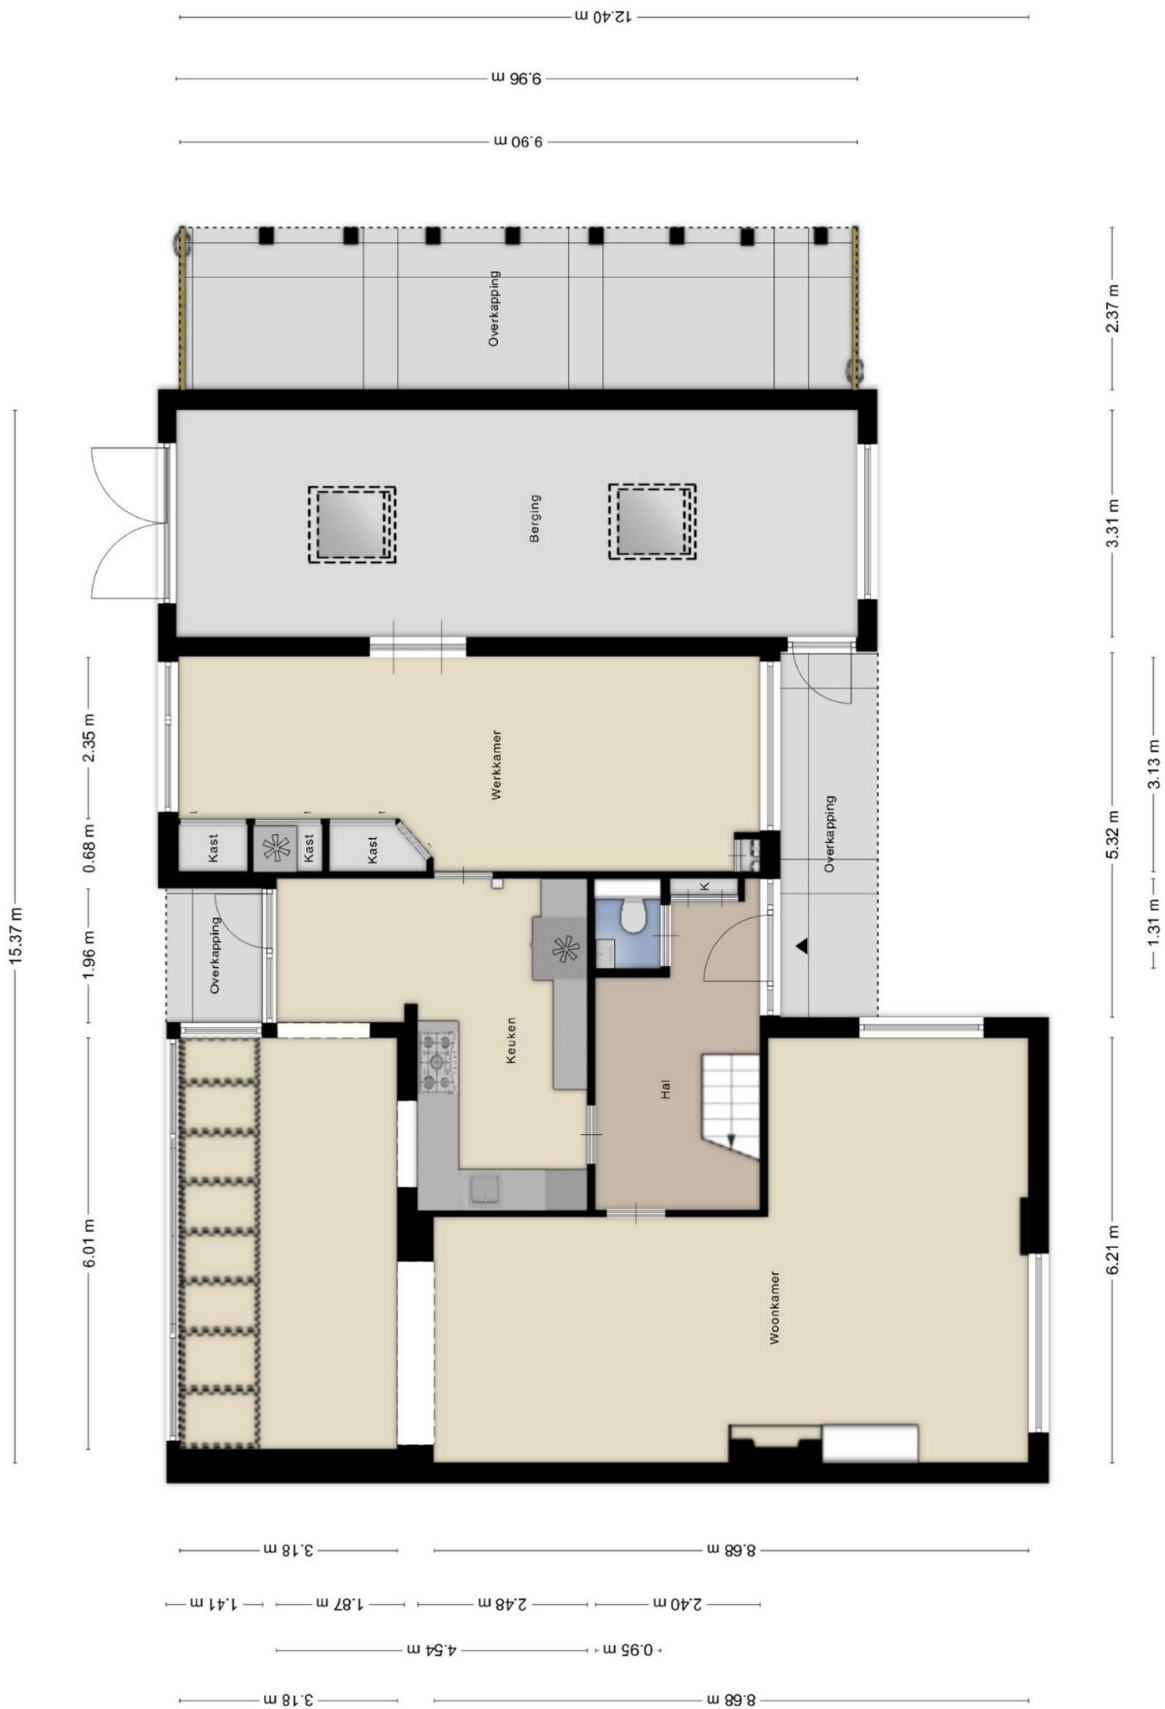 12.40 m
9.96 m
9.90 m
Overkapping
2.37 m
Berging
3.31 m
15.37 m
2.35 m
Werkkamer
3.13 m
0.68 m
Kast
Kast
Kast
Overkapping
5.32 m
K
1.31 m
1.96 m
Overkapping
Keuken
Hal
6.01 m
6.21 m
Woonkamer
3.18 m
8.68 m
1.41 m
1.87 m
2.48 m
2.40 m
4.54 m
0.95 m
3.18 m
8.68 m